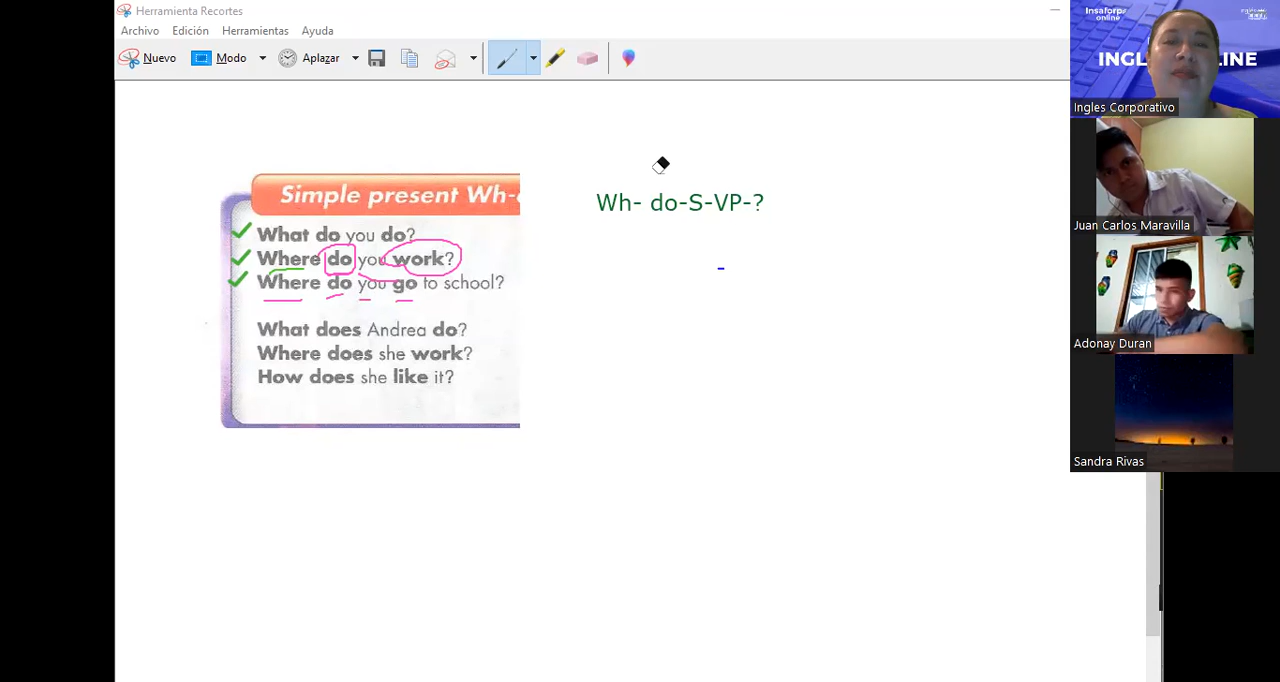 Herramienta Recortes
Archivo Edición Herramientas Ayuda
Nuevo Modo Aplazar
Simple present Wh-
What do you do?
Where do you work?
Where do you go to school?
What does Andrea do?
Where does she work?
How does she like it?
Wh- do-S-VP-?
-
Insaforp
online
INGL LINE
Ingles Corporativo
Juan Carlos Maravilla
Adonay Duran
Sandra Rivas